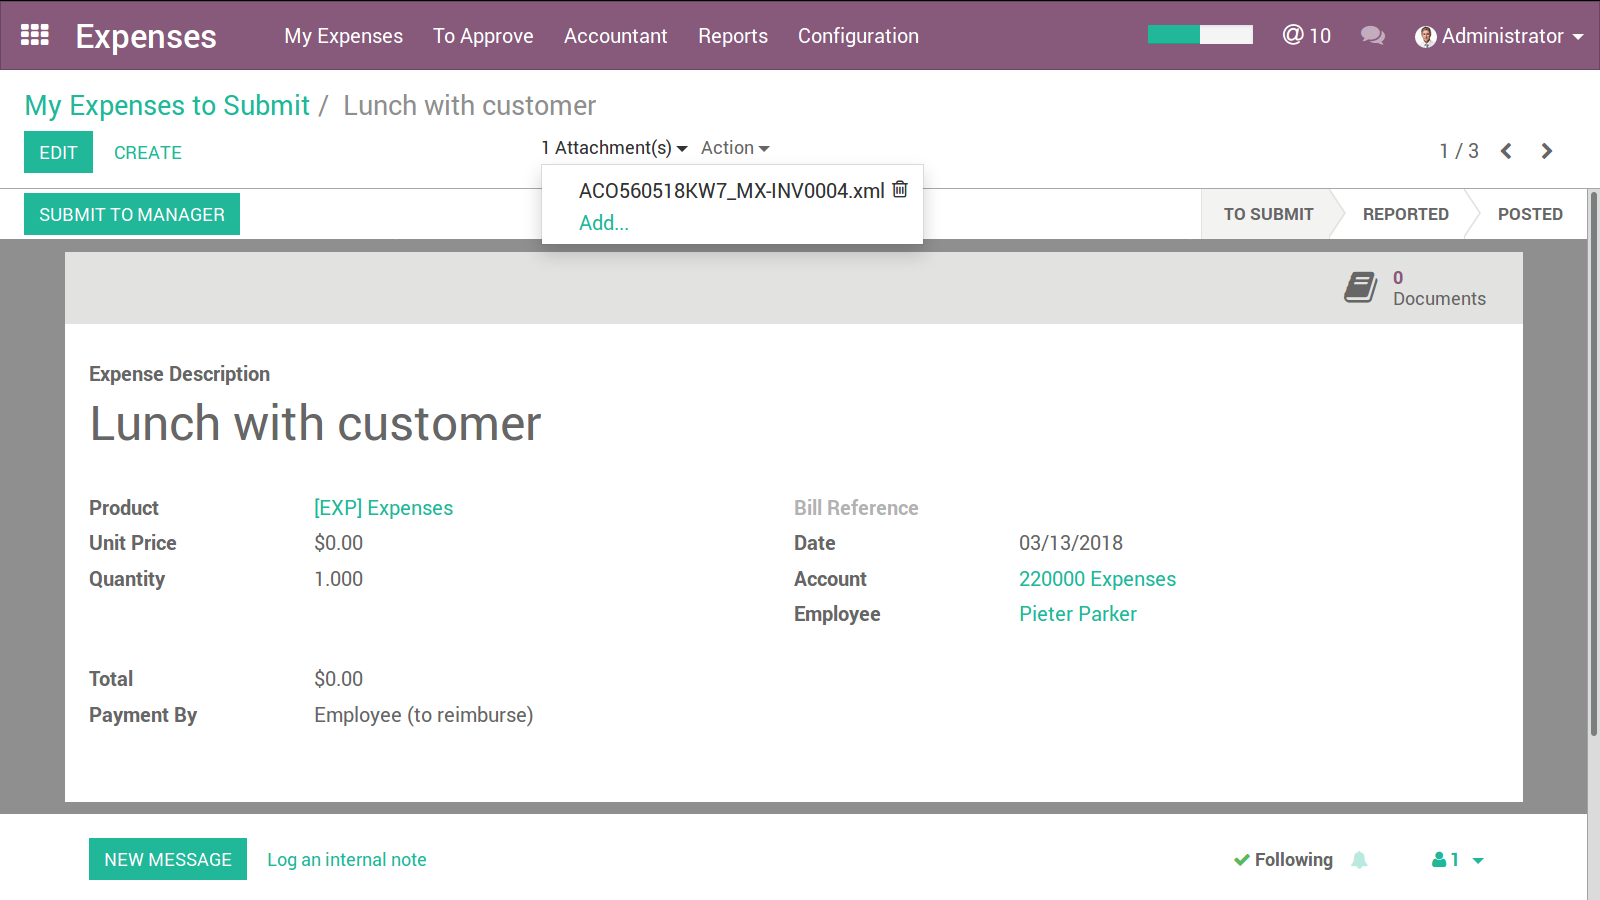 Expenses My Expenses To Approve Accountant Reports Configuration @ 10 Administrator
My Expenses to Submit / Lunch with customer
EDIT CREATE 1 Attachment(s) Action 1 / 3
ACO560518KW7_MX-INV0004.xml
Add...
SUBMIT TO MANAGER TO SUBMIT REPORTED POSTED
0
Documents
Expense Description
Lunch with customer
Product [EXP] Expenses Bill Reference
Unit Price $0.00 Date 03/13/2018
Quantity 1.000 Account 220000 Expenses
Employee Pieter Parker
Total $0.00
Payment By Employee (to reimburse)
NEW MESSAGE Log an internal note Following 1